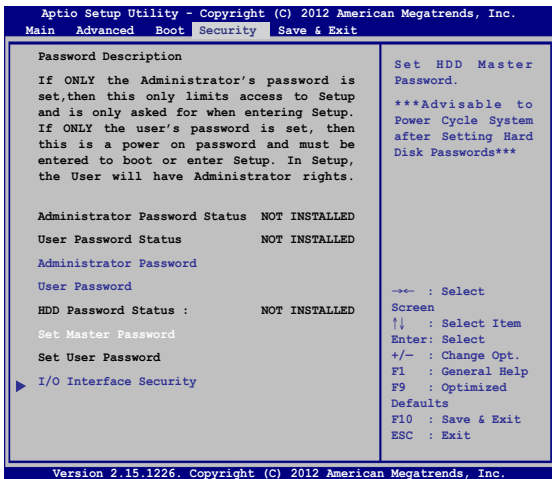 Aptio Setup Utility - Copyright (C) 2012 American Megatrends, Inc.
Main Advanced Boot Security Save & Exit
Password Description
If ONLY the Administrator's password is
set,then this only limits access to Setup
and is only asked for when entering Setup.
If ONLY the user's password is set, then
this is a power on password and must be
entered to boot or enter Setup. In Setup,
the User will have Administrator rights.
Administrator Password Status NOT INSTALLED
User Password Status NOT INSTALLED
Administrator Password
User Password
HDD Password Status : NOT INSTALLED
Set Master Password
Set User Password
I/O Interface Security
Set HDD Master
Password.
***Advisable to
Power Cycle System
after Setting Hard
Disk Passwords***
→← : Select
Screen
↑↓ : Select Item
Enter: Select
+/— : Change Opt.
F1 : General Help
F9 : Optimized
Defaults
F10 : Save & Exit
ESC : Exit
Version 2.15.1226. Copyright (C) 2012 American Megatrends, Inc.